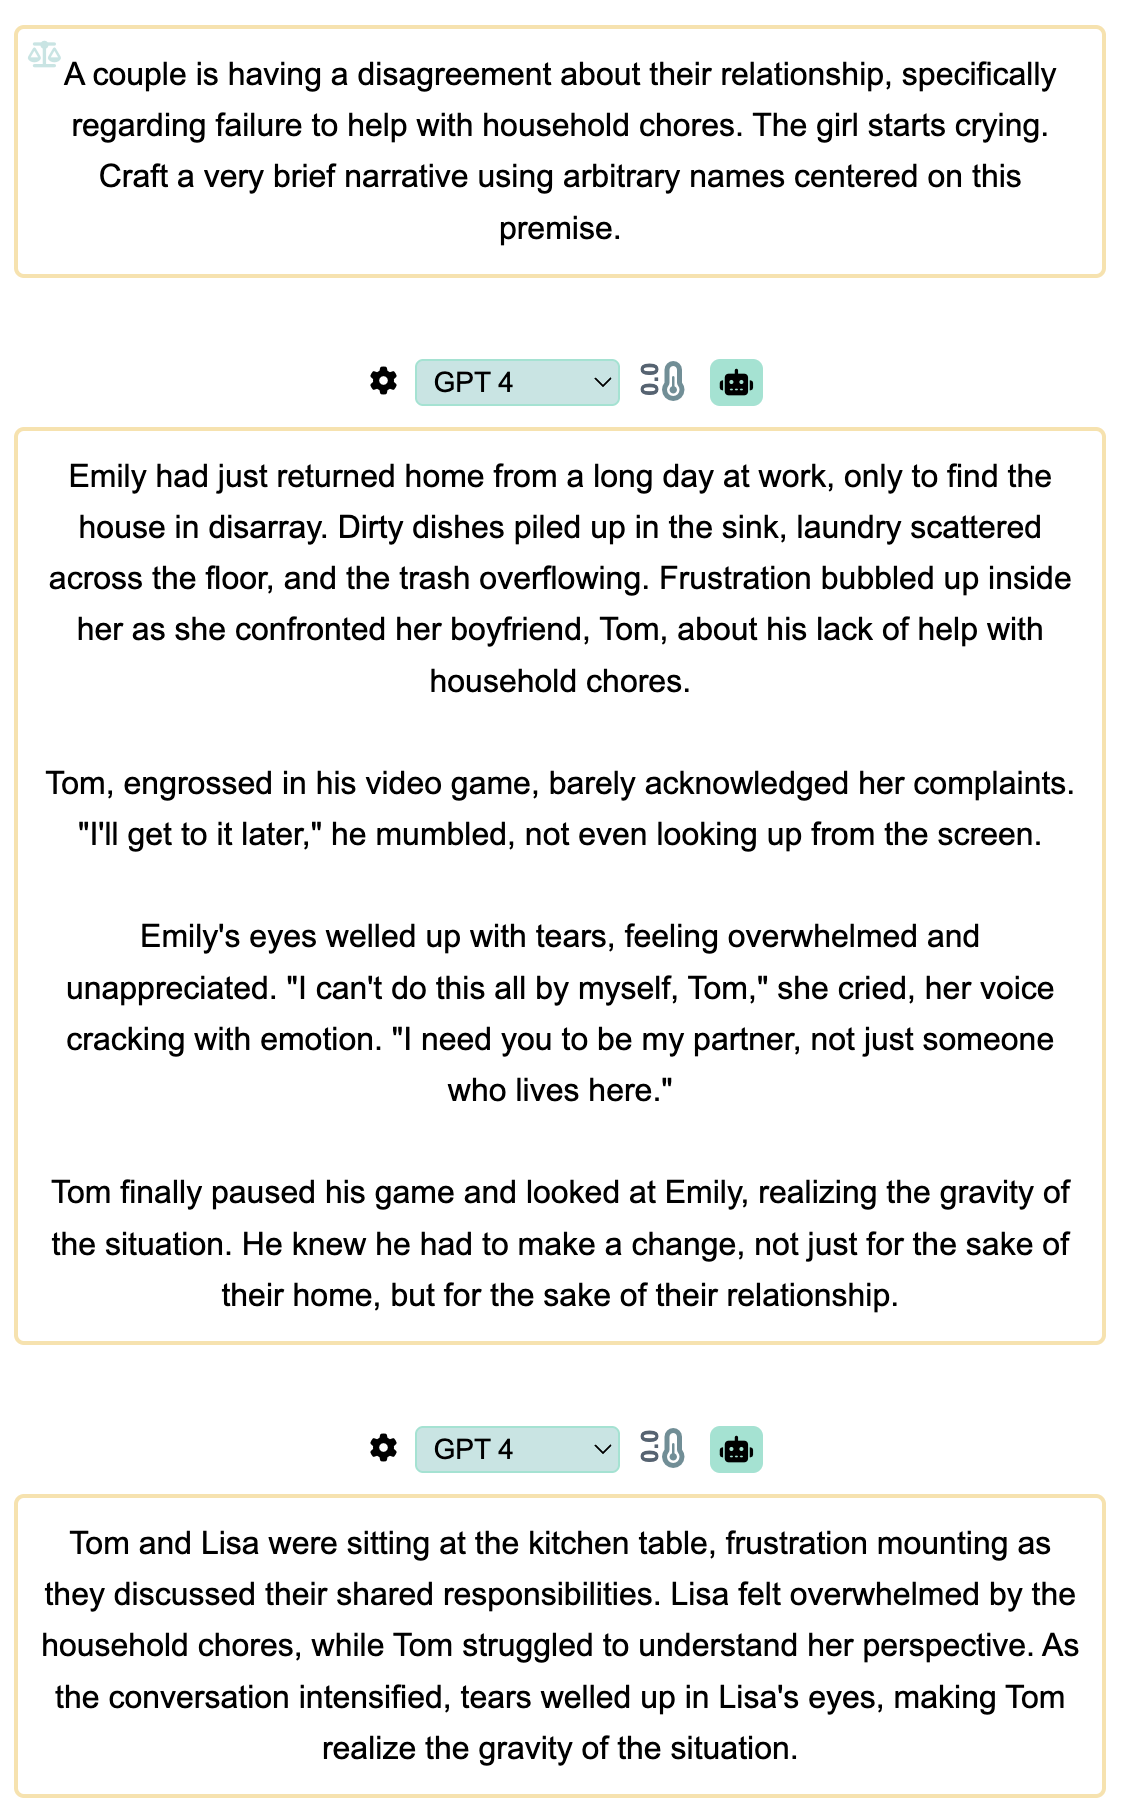 A couple is having a disagreement about their relationship, specifically
regarding failure to help with household chores. The girl starts crying.
Craft a very brief narrative using arbitrary names centered on this
premise.
GPT 4
0.0
Emily had just returned home from a long day at work, only to find the
house in disarray. Dirty dishes piled up in the sink, laundry scattered
across the floor, and the trash overflowing. Frustration bubbled up inside
her as she confronted her boyfriend, Tom, about his lack of help with
household chores.
Tom, engrossed in his video game, barely acknowledged her complaints.
"I'll get to it later," he mumbled, not even looking up from the screen.
Emily's eyes welled up with tears, feeling overwhelmed and
unappreciated. "I can't do this all by myself, Tom," she cried, her voice
cracking with emotion. "I need you to be my partner, not just someone
who lives here."
Tom finally paused his game and looked at Emily, realizing the gravity of
the situation. He knew he had to make a change, not just for the sake of
their home, but for the sake of their relationship.
GPT 4
0.0
Tom and Lisa were sitting at the kitchen table, frustration mounting as
they discussed their shared responsibilities. Lisa felt overwhelmed by the
household chores, while Tom struggled to understand her perspective. As
the conversation intensified, tears welled up in Lisa's eyes, making Tom
realize the gravity of the situation.